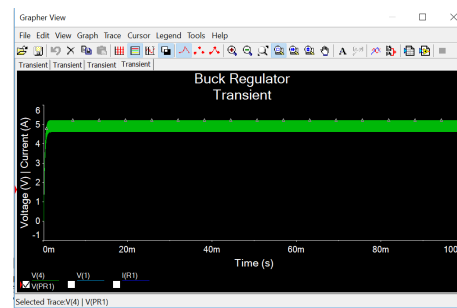 Grapher View
File Edit View Graph Trace Cursor Legend Tools Help
A
Transient Transient Transient Transient
Buck Regulator
Transient
Voltage (V) | Current (A)
6
5
4
3
2
1
0
-1
0m 20m 40m 60m 80m 100
Time (s)
V(4) V(1) I(R1)
V(PR1)
Selected Trace:V(4) | V(PR1)